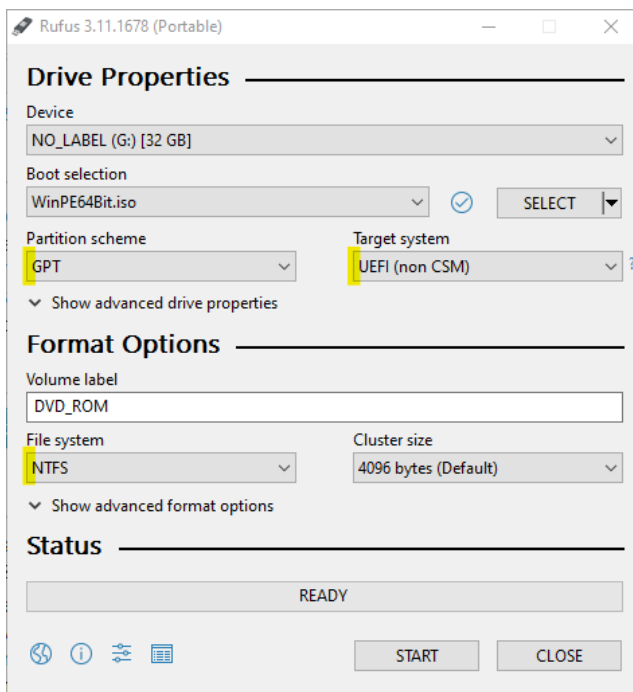 Rufus 3.11.1678 (Portable)
Drive Properties
Device
NO_LABEL (G:) [32 GB]
Boot selection
WinPE64Bit.iso
SELECT
Partition scheme
Target system
GPT
UEFI (non CSM)
?
Show advanced drive properties
Format Options
Volume label
DVD_ROM
File system
Cluster size
NTFS
4096 bytes (Default)
Show advanced format options
Status
READY
START
CLOSE